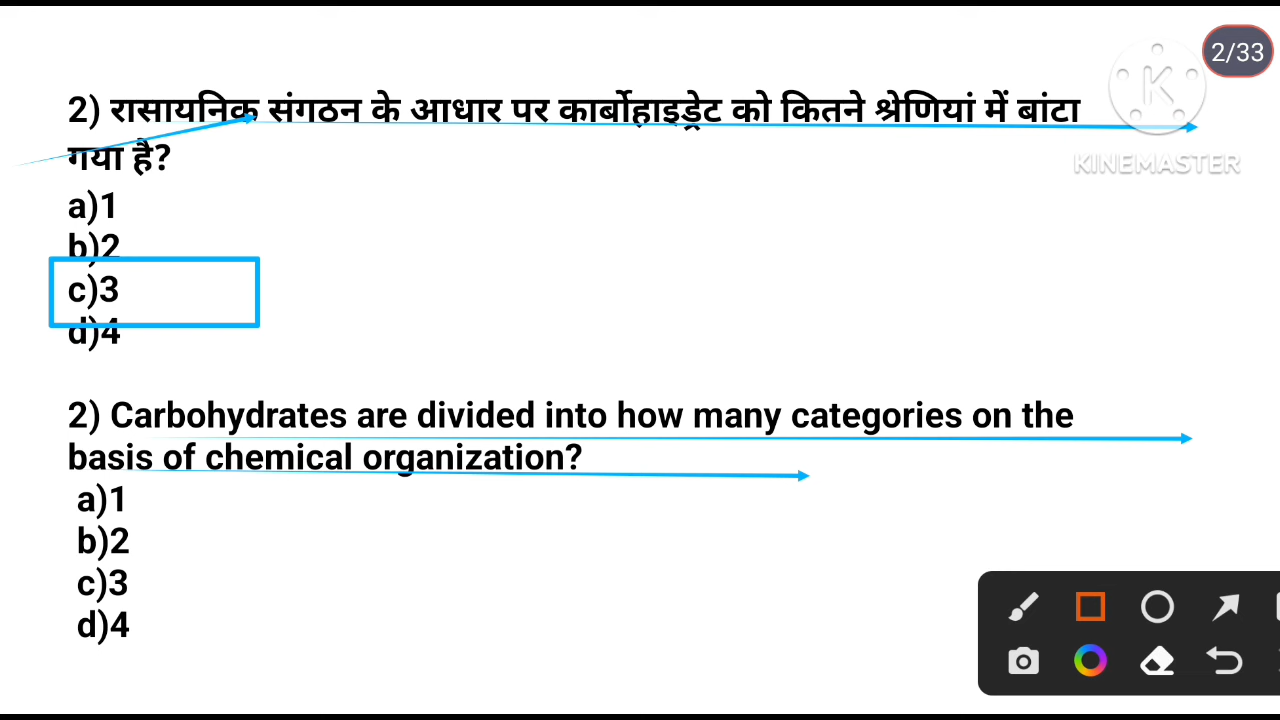 2/33
2) रासायनिक संगठन के आधार पर कार्बोहाइड्रेट को कितने श्रेणियां में बांटा
गया है?
KINEMASTER
a)1
b)2
c)3
d)4
2) Carbohydrates are divided into how many categories on the
basis of chemical organization?
a)1
b)2
c)3
d)4